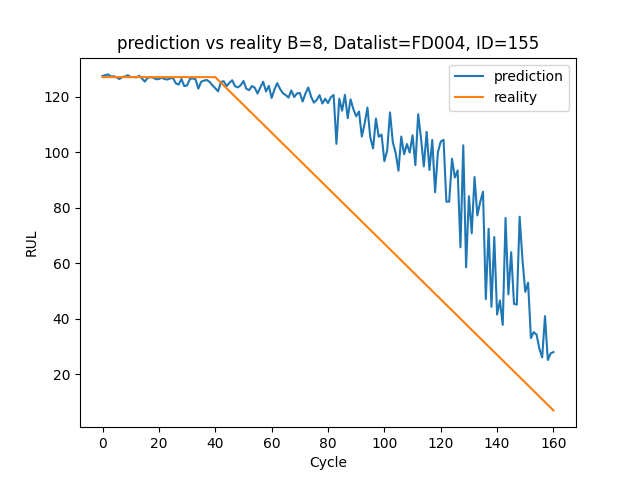 prediction vs reality B=8, Datalist=FD004, ID=155
prediction
reality
RUL
120
100
80
60
40
20
0 20 40 60 80 100 120 140 160
Cycle